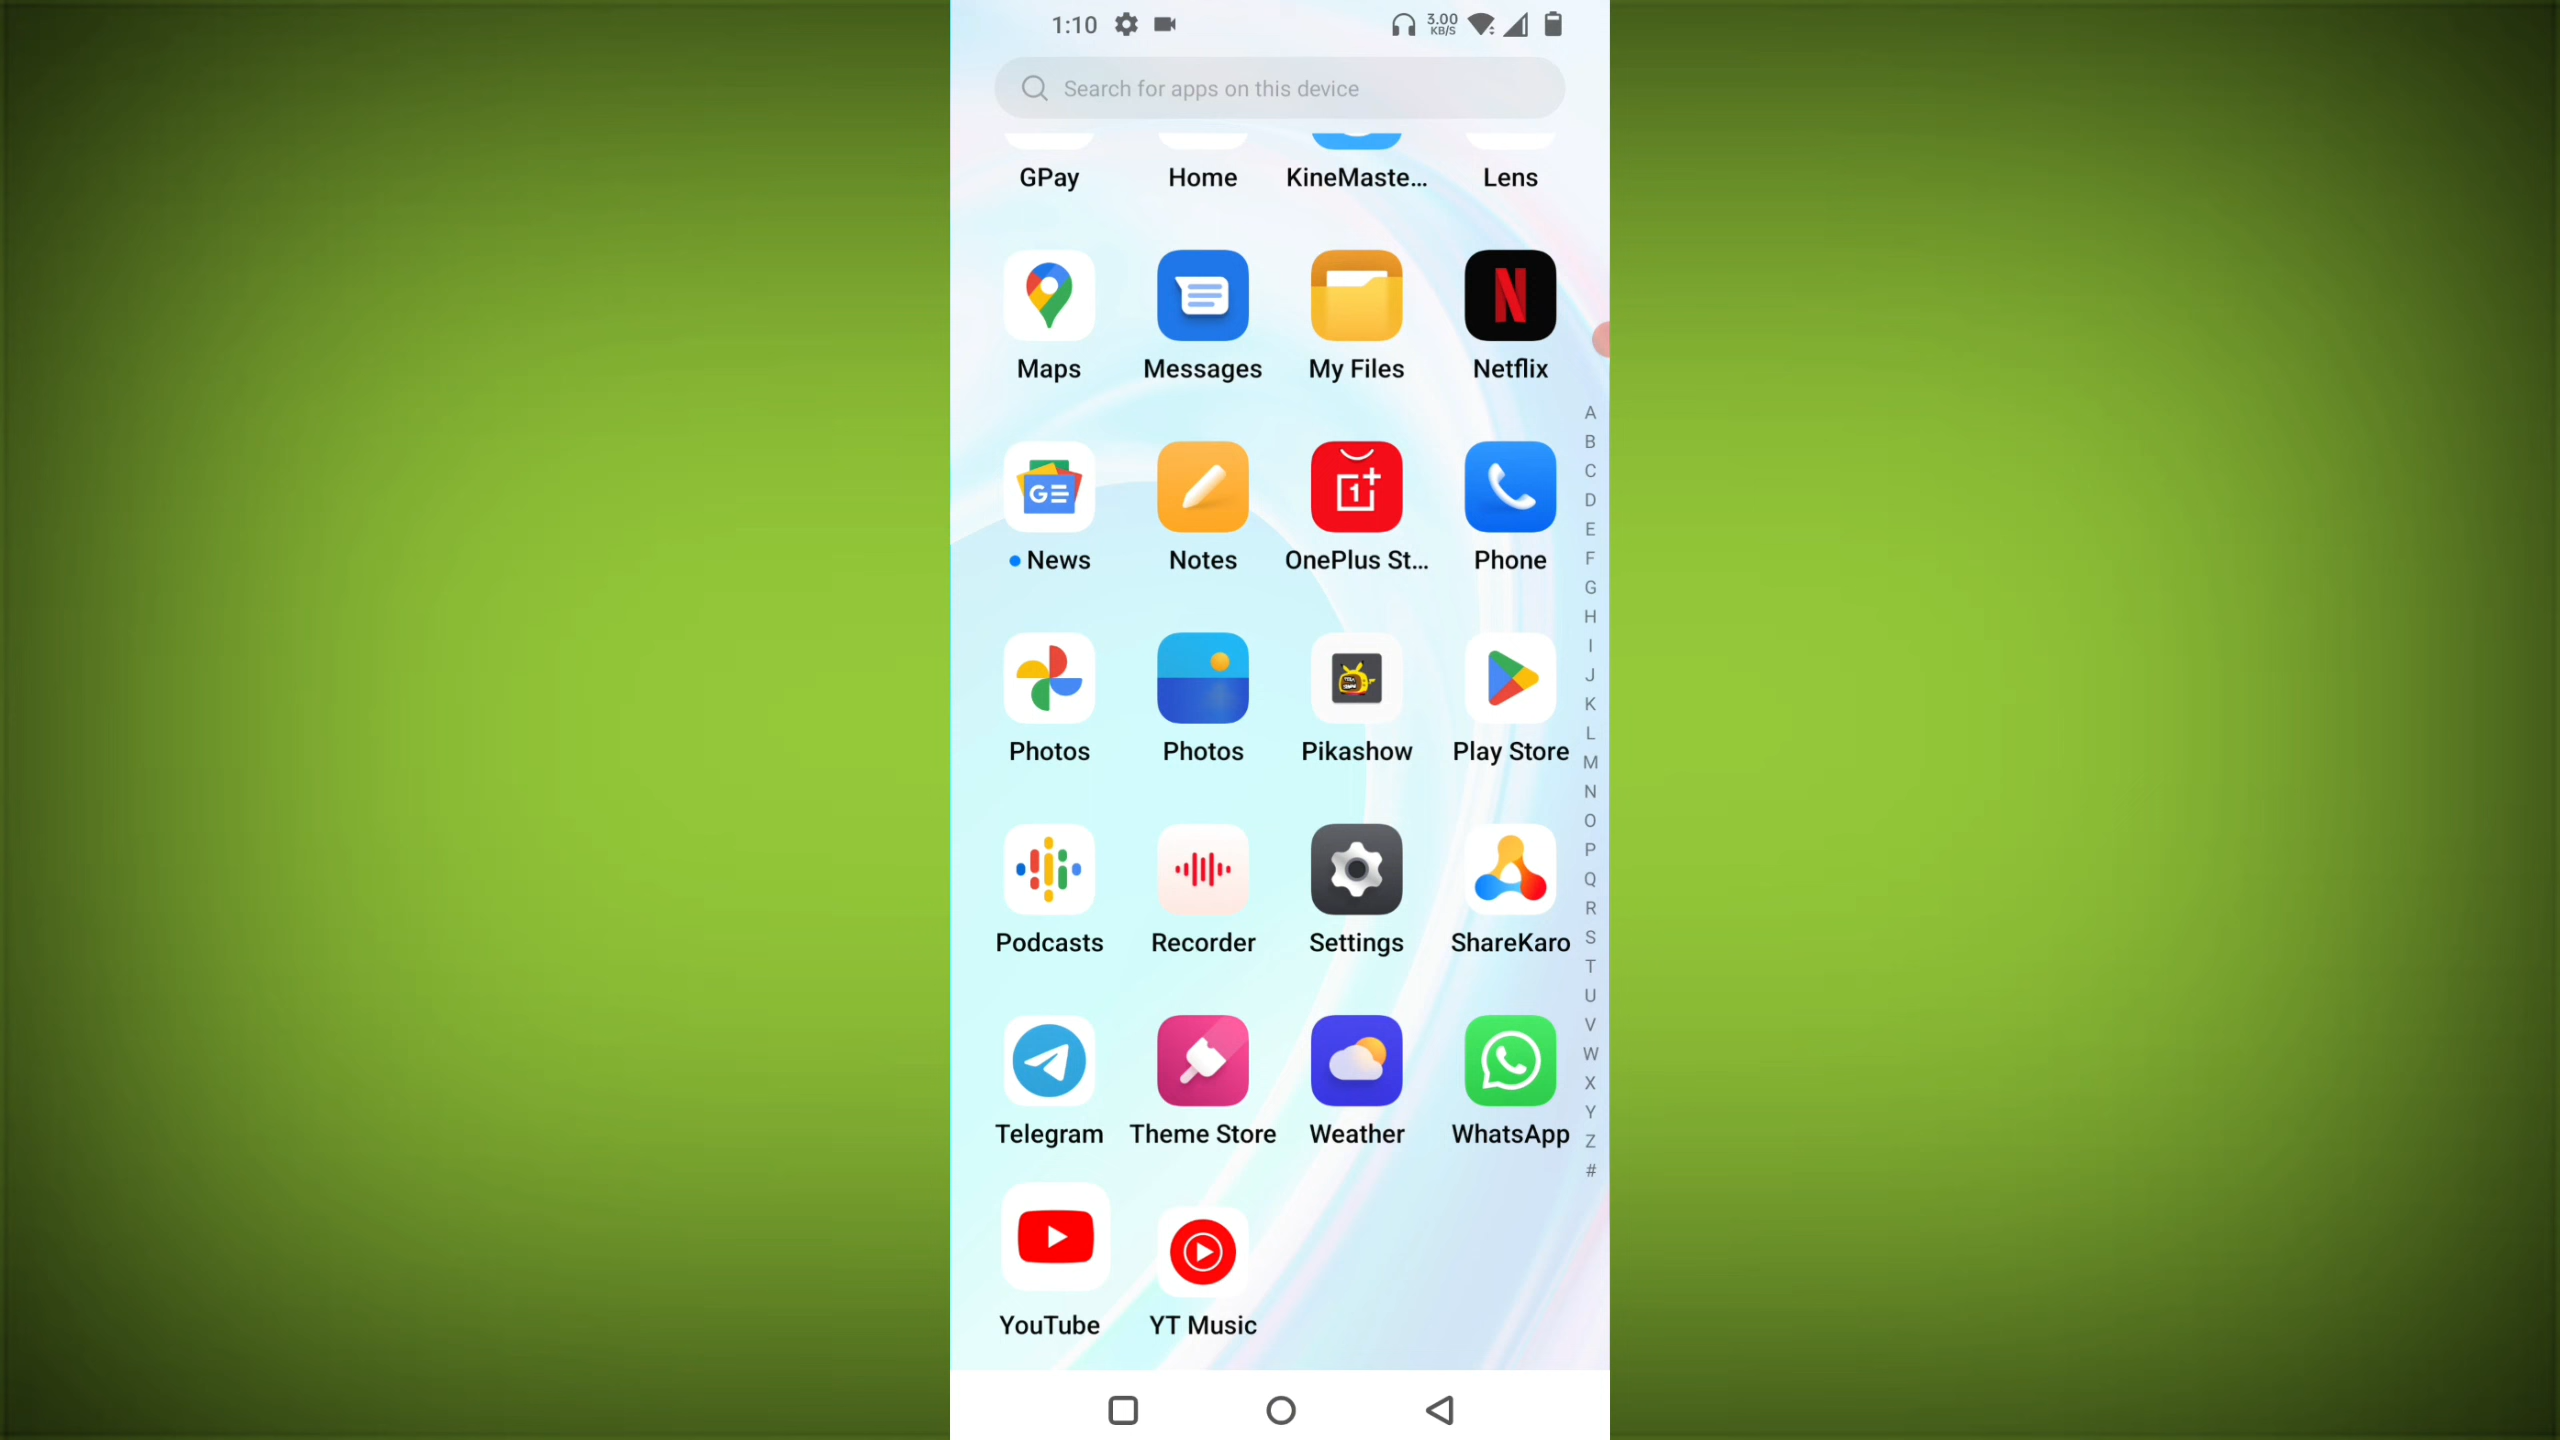 1:10
3.00
KB/S
Search for apps on this device
GPay
Home
KineMaste...
Lens
Maps
Messages
My Files
Netflix
News
Notes
OnePlus St...
Phone
Photos
Photos
Pikashow
Play Store
Podcasts
Recorder
Settings
ShareKaro
Telegram
Theme Store
Weather
WhatsApp
YouTube
YT Music
A
B
C
D
E
F
G
H
I
J
K
L
M
N
O
P
Q
R
S
T
U
V
W
X
Y
Z
#